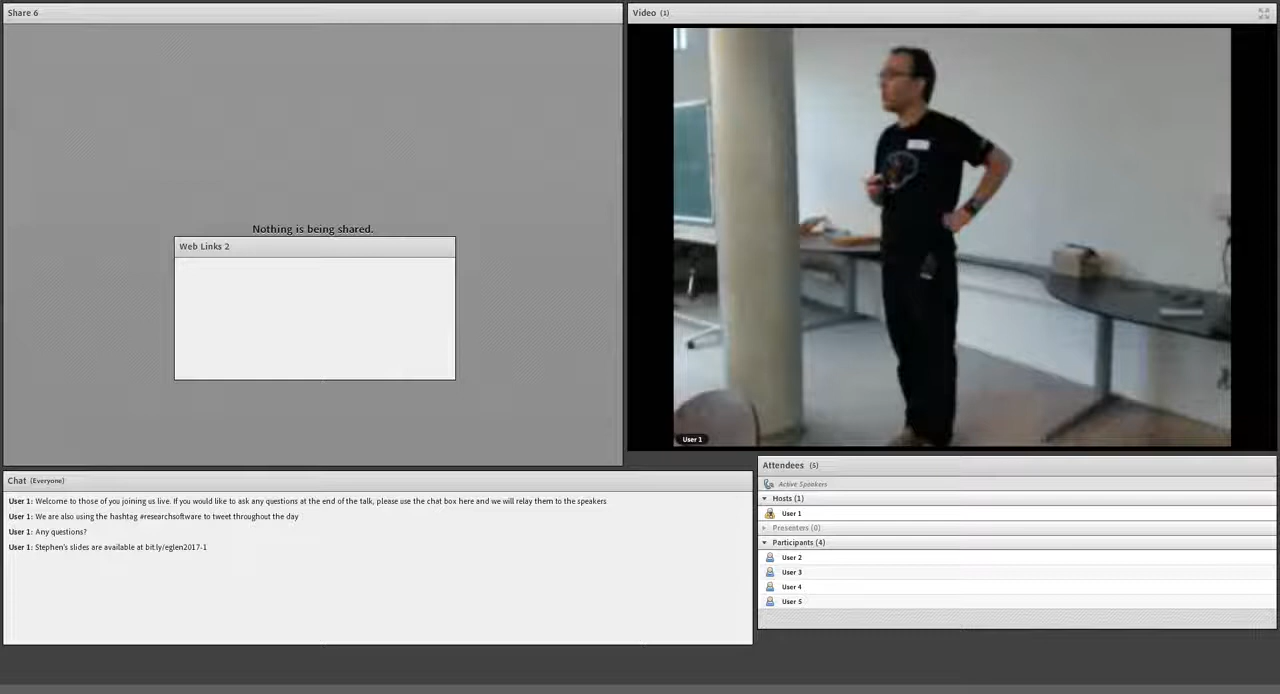 Share 6
Video (1)
Nothing is being shared.
Web Links 2
User 1
Chat (Everyone)
User 1: Welcome to those of you joining us live. If you would like to ask any questions at the end of the talk, please use the chat box here and we will relay them to the speakers
User 1: We are also using the hashtag #researchsoftware to tweet throughout the day
User 1: Any questions?
User 1: Stephen's slides are available at bit.ly/eglen2017-1
Attendees (5)
Active Speakers
Hosts (1)
User 1
Presenters (0)
Participants (4)
User 2
User 3
User 4
User 5